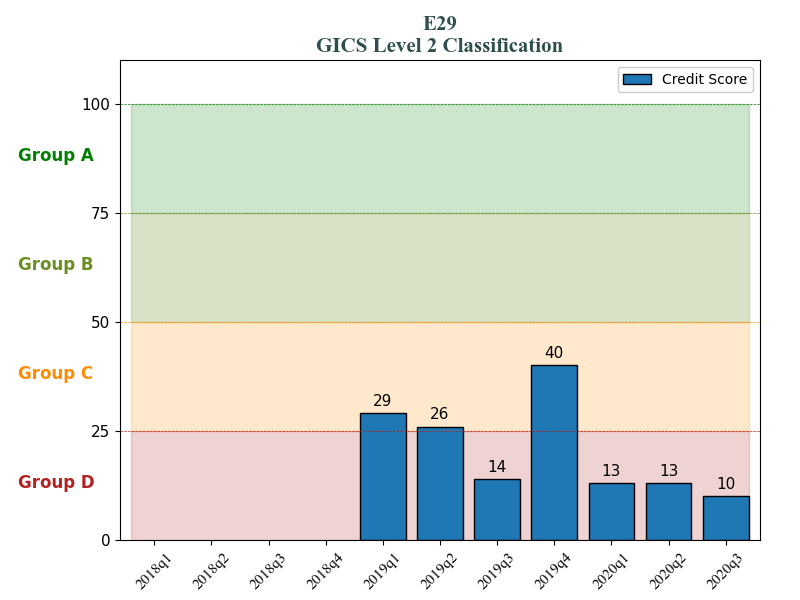 E29
GICS Level 2 Classification
Credit Score
100
Group A
75
Group B
50
Group C
25
Group D
0
29
26
14
40
13
13
10
2018q1
2018q2
2018q3
2018q4
2019q1
2019q2
2019q3
2019q4
2020q1
2020q2
2020q3